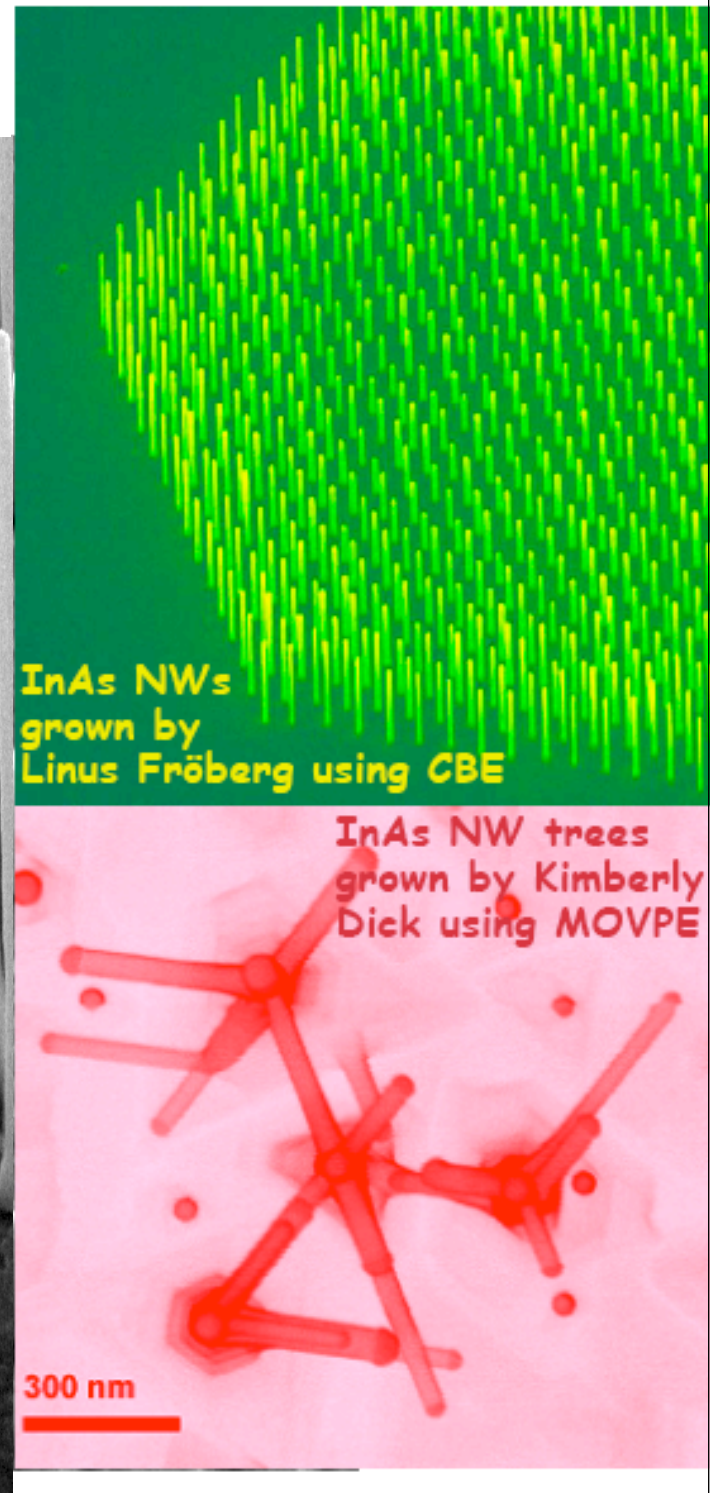 InAs NWs
grown by
Linus Fröberg using CBE
InAs NW trees
grown by Kimberly
Dick using MOVPE
300 nm